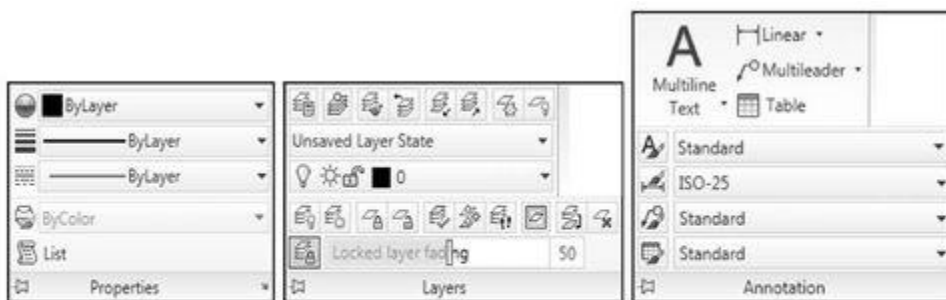 ByLayer
ByLayer
ByLayer
ByColor
List
Properties
Unsaved Layer State
0
Locked layer fading 50
Layers
A
Linear
Multileader
Multiline
Text
Table
Standard
ISO-25
Standard
Standard
Annotation